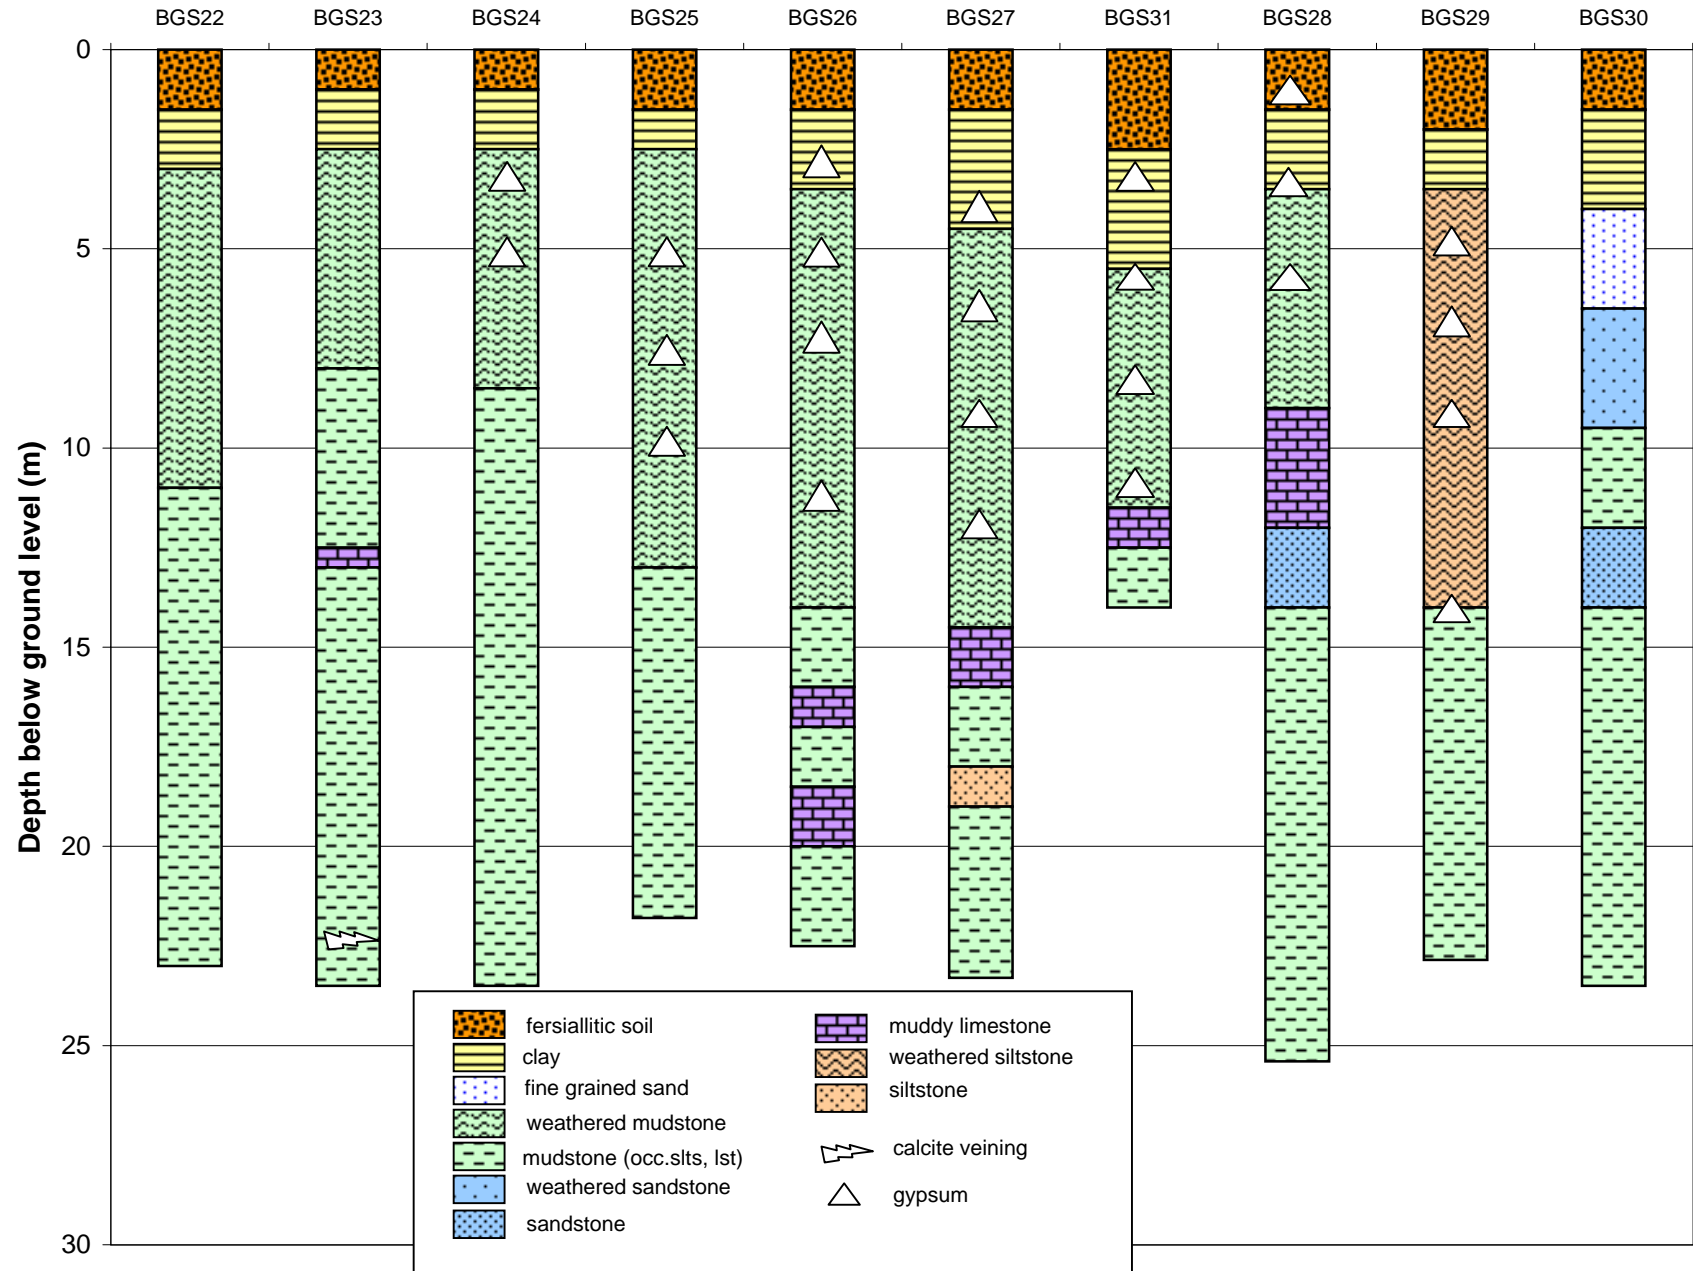 BGS22 BGS23 BGS24 BGS25 BGS26 BGS27 BGS31 BGS28 BGS29 BGS30
0
5
10
15
20
25
30
Depth below ground level (m)
fersiallitic soil
clay
fine grained sand
weathered mudstone
mudstone (occ.slts, lst)
weathered sandstone
sandstone
muddy limestone
weathered siltstone
siltstone
calcite veining
gypsum